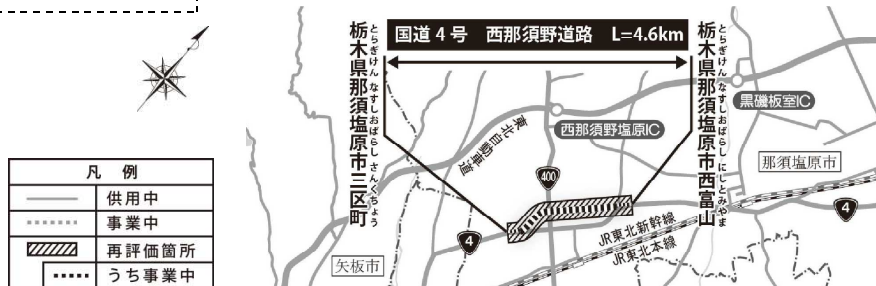 国道4号 西那須野道路 L=4.6km
栃木県那須塩原市三区町
とちぎけん なすしおばらし さんくちょう
栃木県那須塩原市西富山
とちぎけん なすしおばらし にしとみやま
黒磯板室IC
西那須野塩原IC
東北自動車道
那須塩原市
400
4
4
JR東北新幹線
JR東北本線
矢板市
凡 例
供用中
事業中
再評価箇所
うち事業中